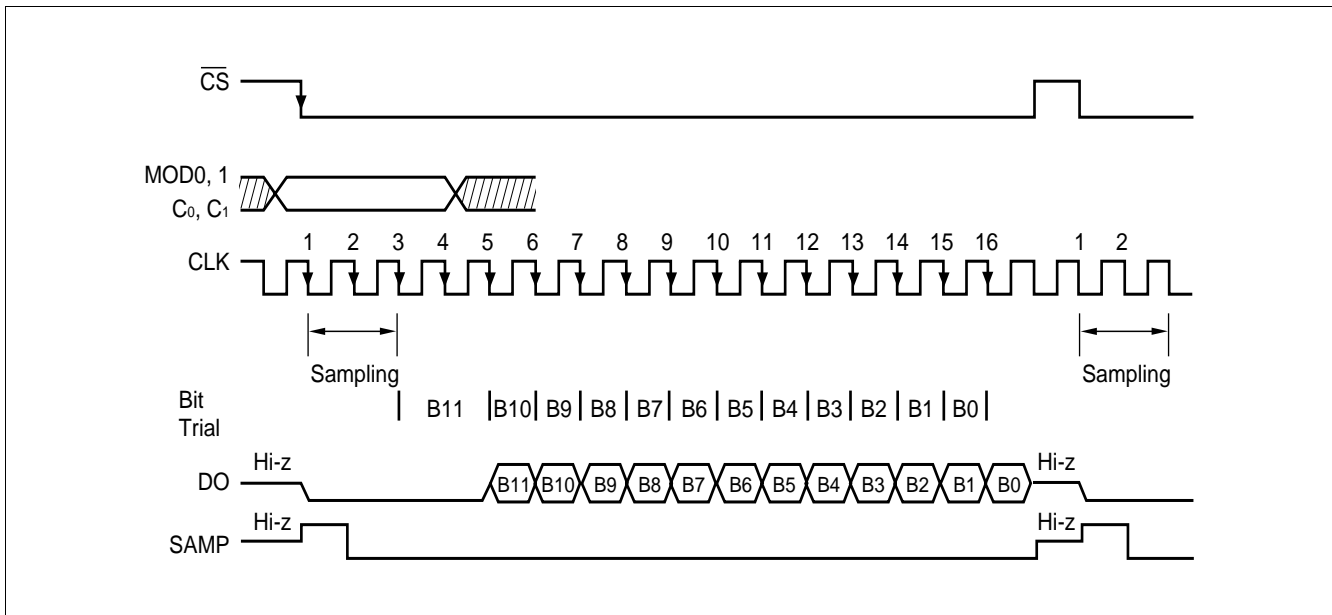 CS
MOD0, 1
C0, C1
1 2 3 4 5 6 7 8 9 10 11 12 13 14 15 16 1 2
CLK
Sampling Sampling
Bit
Trial
B11 B10 B9 B8 B7 B6 B5 B4 B3 B2 B1 B0
Hi-z Hi-z
DO B11 B10 B9 B8 B7 B6 B5 B4 B3 B2 B1 B0
Hi-z Hi-z
SAMP